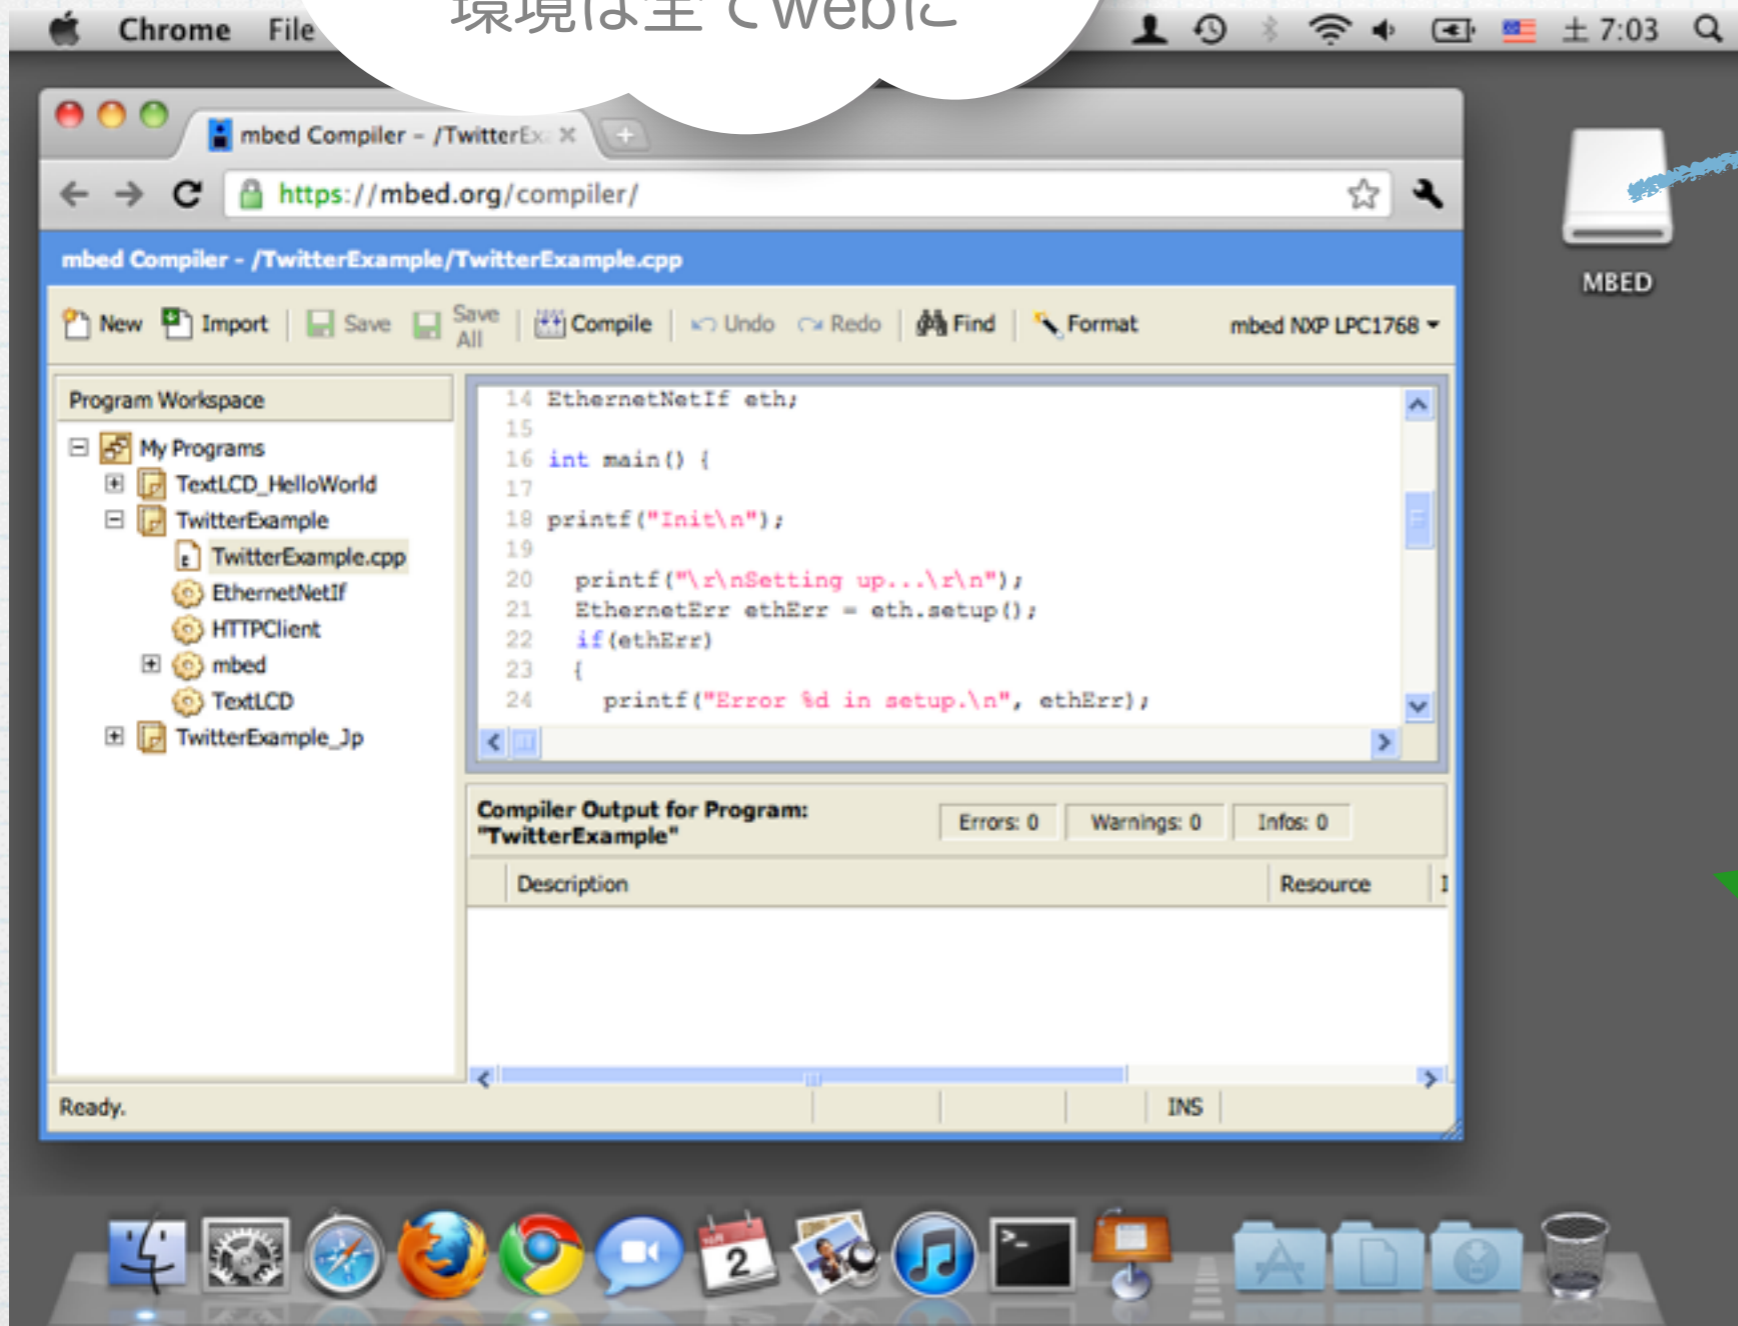 環境は全てwebに
Chrome File
土 7:03
mbed Compiler – /TwitterEx
https://mbed.org/compiler/
MBED
mbed Compiler - /TwitterExample/TwitterExample.cpp
New Import Save Save All Compile Undo Redo Find Format mbed NXP LPC1768
Program Workspace
My Programs
TextLCD_HelloWorld
TwitterExample
TwitterExample.cpp
EthernetNetIf
HTTPClient
mbed
TextLCD
TwitterExample_Jp
14 EthernetNetIf eth;
15
16 int main() {
17
18 printf("Init\n");
19
20 printf("\r\nSetting up...\r\n");
21 EthernetErr ethErr = eth.setup();
22 if(ethErr)
23 {
24 printf("Error %d in setup.\n", ethErr);
Compiler Output for Program:
"TwitterExample"
Errors: 0 Warnings: 0 Infos: 0
Description Resource
Ready.
INS
2